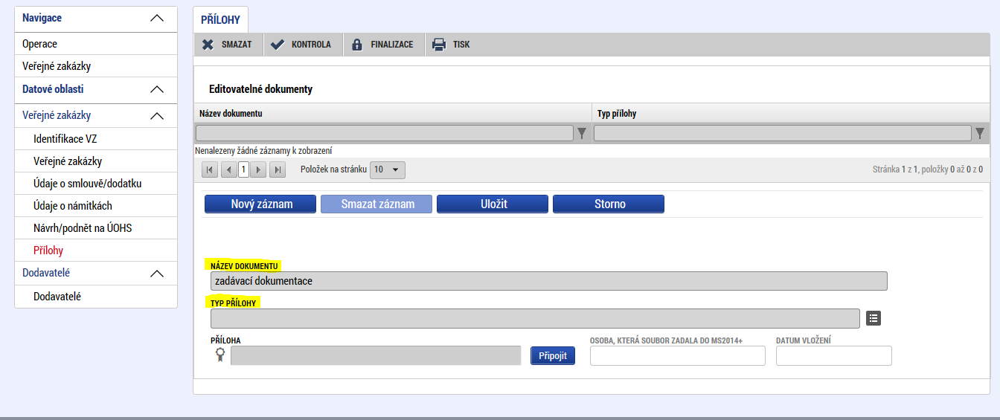 Navigace
Operace
Veřejné zakázky
Datové oblasti
Veřejné zakázky
Identifikace VZ
Veřejné zakázky
Údaje o smlouvě/dodatku
Údaje o námitkách
Návrh/podnět na ÚOHS
Přílohy
Dodavatelé
Dodavatelé
PŘÍLOHY
SMAZAT KONTROLA FINALIZACE TISK
Editovatelné dokumenty
Název dokumentu Typ přílohy
Nenalezeny žádné záznamy k zobrazení
1 Položek na stránku 10 Stránka 1 z 1, položky 0 až 0 z 0
Nový záznam Smazat záznam Uložit Storno
NÁZEV DOKUMENTU
zadávací dokumentace
TYP PŘÍLOHY
PŘÍLOHA OSOBA, KTERÁ SOUBOR ZADALA DO MS2014+ DATUM VLOŽENÍ
Připojit